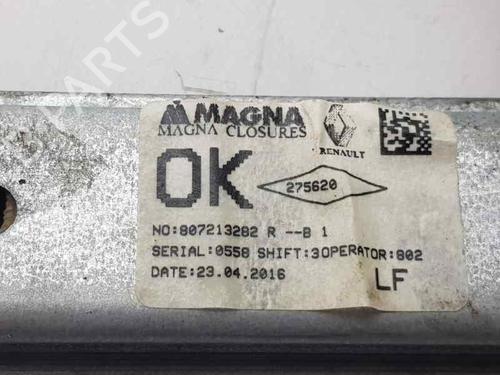 PARTS
MAGNA
MAGNA CLOSURES
RENAULT
OK
275620
NO:807213282 R --B 1
SERIAL:0558 SHIFT:3OPERATOR:802
DATE:23.04.2016
LF